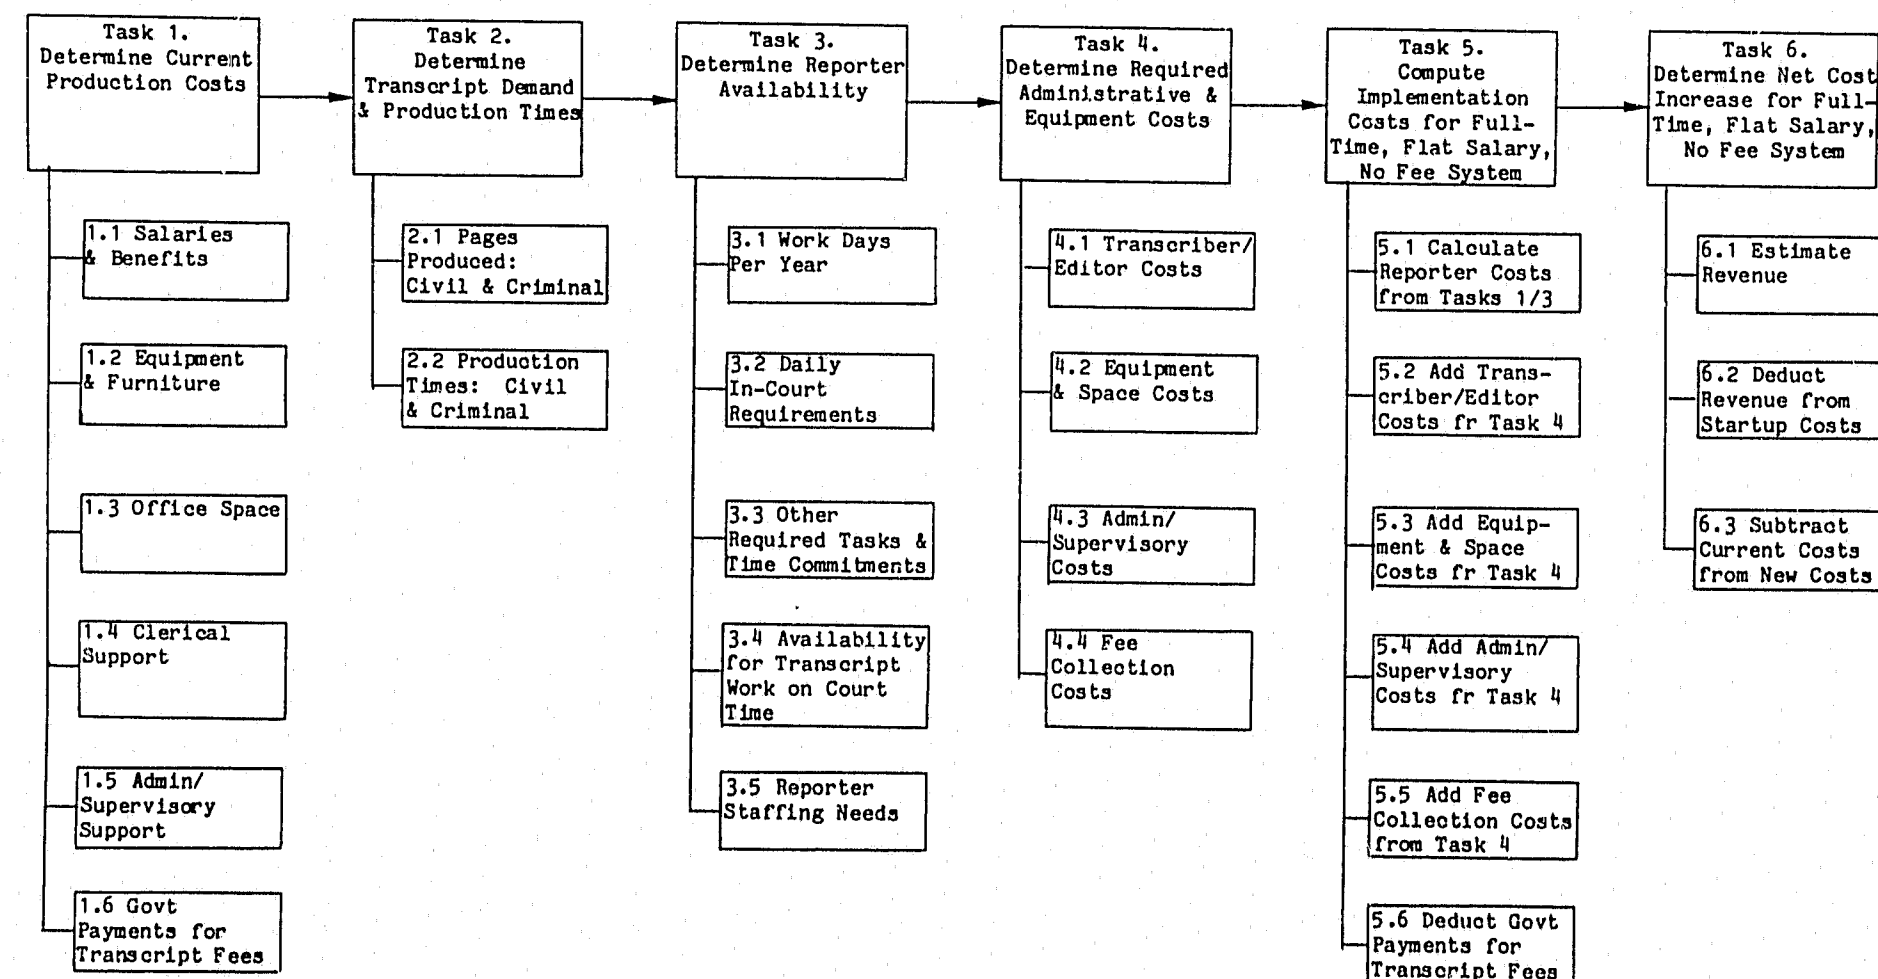 Task 1.
Determine Current
Production Costs
1.1 Salaries
& Benefits
1.2 Equipment
& Furniture
1.3 Office Space
1.4 Clerical
Support
1.5 Admin/
Supervisory
Support
1.6 Govt
Payments for
Transcript Fees
Task 2.
Determine
Transcript Demand
& Production Times
2.1 Pages
Produced:
Civil & Criminal
2.2 Production
Times: Civil
& Criminal
Task 3.
Determine Reporter
Availability
3.1 Work Days
Per Year
3.2 Daily
In-Court
Requirements
3.3 Other
Required Tasks &
Time Commitments
3.4 Availability
for Transcript
Work on Court
Time
3.5 Reporter
Staffing Needs
Task 4.
Determine Required
Administrative &
Equipment Costs
4.1 Transcriber/
Editor Costs
4.2 Equipment
& Space Costs
4.3 Admin/
Supervisory
Costs
4.4 Fee
Collection
Costs
Task 5.
Compute
Implementation
Costs for Full-
Time, Flat Salary,
No Fee System
5.1 Calculate
Reporter Costs
from Tasks 1/3
5.2 Add Trans-
criber/Editor
Costs fr Task 4
5.3 Add Equip-
ment & Space
Costs fr Task 4
5.4 Add Admin/
Supervisory
Costs fr Task 4
5.5 Add Fee
Collection Costs
from Task 4
5.6 Deduct Govt
Payments for
Transcript Fees
Task 6.
Determine Net Cost
Increase for Full-
Time, Flat Salary,
No Fee System
6.1 Estimate
Revenue
6.2 Deduct
Revenue from
Startup Costs
6.3 Subtract
Current Costs
from New Costs